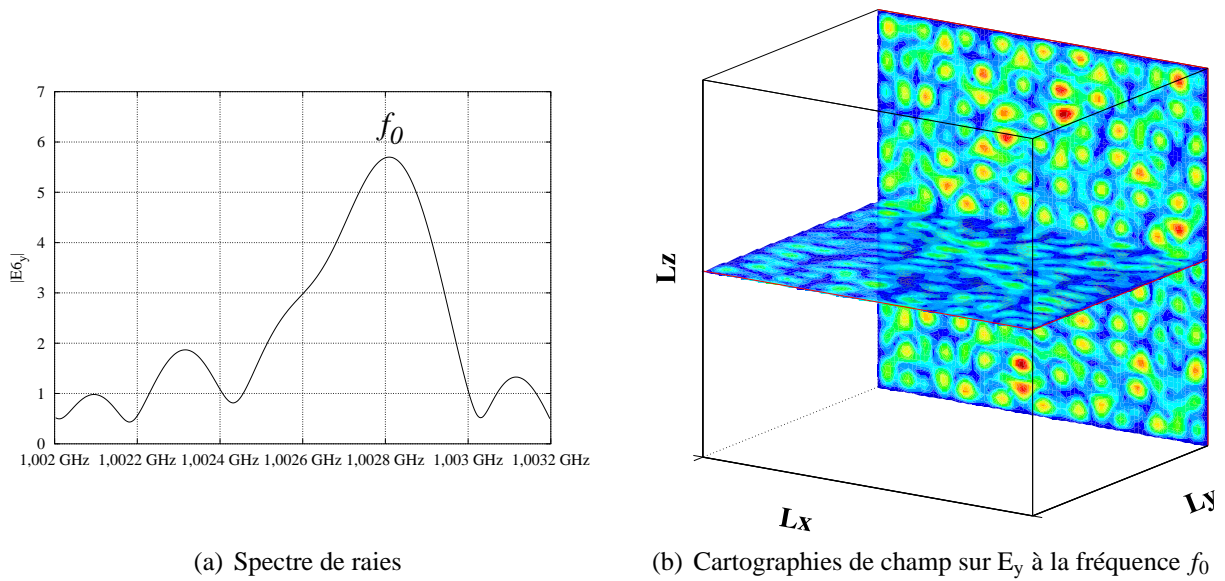 7
6
5
4
3
2
1
0
|E6y|
f0
1,002 GHz 1,0022 GHz 1,0024 GHz 1,0026 GHz 1,0028 GHz 1,003 GHz 1,0032 GHz
Lz
Lx
Ly
(a) Spectre de raies
(b) Cartographies de champ sur Ey à la fréquence f0